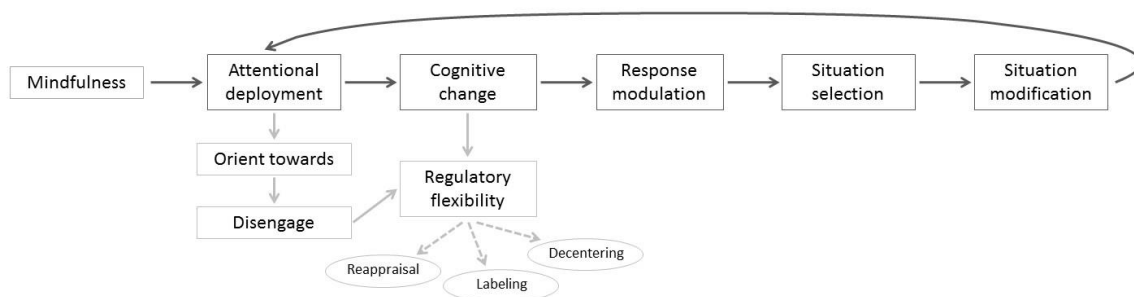 Mindfulness
Attentional
deployment
Cognitive
change
Response
modulation
Situation
selection
Situation
modification
Orient towards
Disengage
Regulatory
flexibility
Reappraisal
Labeling
Decentering